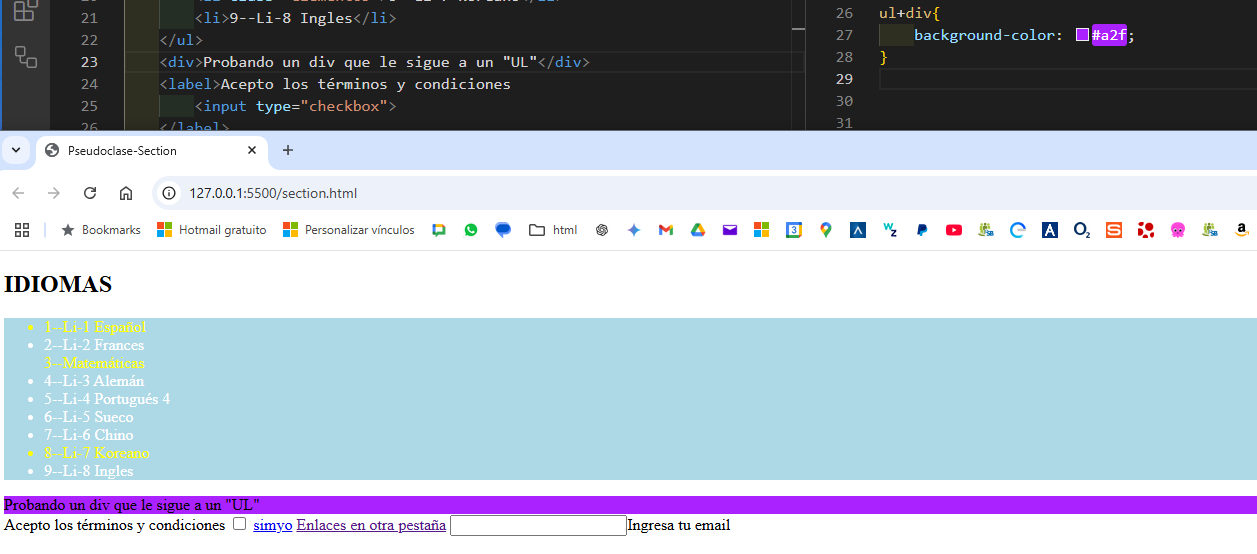 21 <li>9--Li-8 Ingles</li>
22 </ul>
23 <div>Probando un div que le sigue a un "UL"</div>
24 <label>Acepto los términos y condiciones
25 <input type="checkbox">
26 </label>
26 ul+div{
27 background-color: #a2f;
28 }
29
30
31
Pseudoclase-Section
127.0.0.1:5500/section.html
Bookmarks Hotmail gratuito Personalizar vínculos html
IDIOMAS
1--Li-1 Español
2--Li-2 Frances
3--Matemáticas
4--Li-3 Alemán
5--Li-4 Portugués 4
6--Li-5 Sueco
7--Li-6 Chino
8--Li-7 Koreano
9--Li-8 Ingles
Probando un div que le sigue a un "UL"
Acepto los términos y condiciones simyo Enlaces en otra pestaña Ingresa tu email